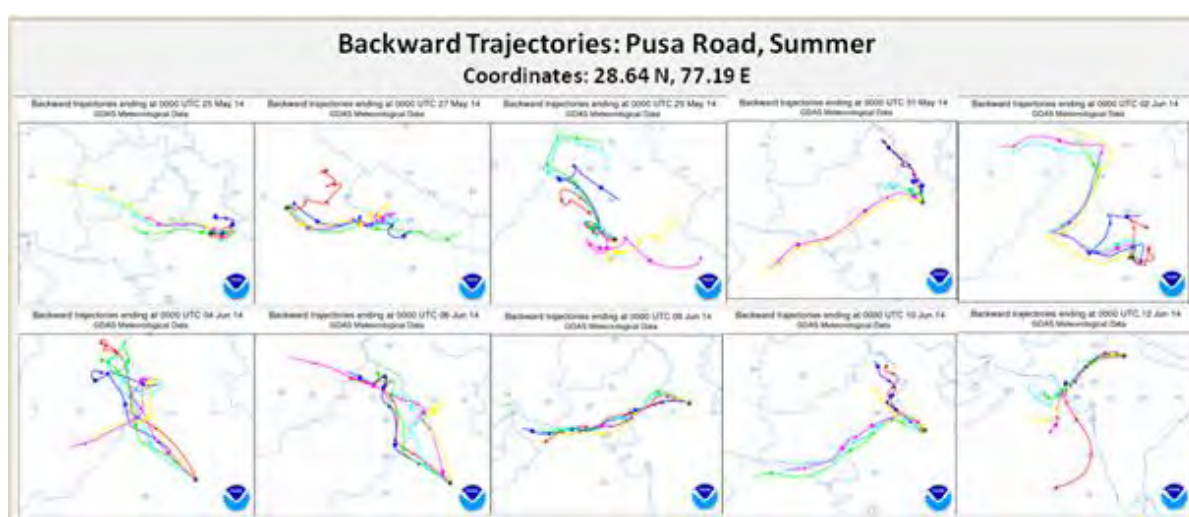 Backward Trajectories: Pusa Road, Summer
Coordinates: 28.64 N, 77.19 E
Backward trajectories ending at 0000 UTC 25 May 14
GDAS Meteorological Data
Backward trajectories ending at 0000 UTC 27 May 14
GDAS Meteorological Data
Backward trajectories ending at 0000 UTC 29 May 14
GDAS Meteorological Data
Backward trajectories ending at 0000 UTC 31 May 14
GDAS Meteorological Data
Backward trajectories ending at 0000 UTC 02 Jun 14
GDAS Meteorological Data
Backward trajectories ending at 0000 UTC 04 Jun 14
GDAS Meteorological Data
Backward trajectories ending at 0000 UTC 06 Jun 14
GDAS Meteorological Data
Backward trajectories ending at 0000 UTC 08 Jun 14
GDAS Meteorological Data
Backward trajectories ending at 0000 UTC 10 Jun 14
GDAS Meteorological Data
Backward trajectories ending at 0000 UTC 12 Jun 14
GDAS Meteorological Data